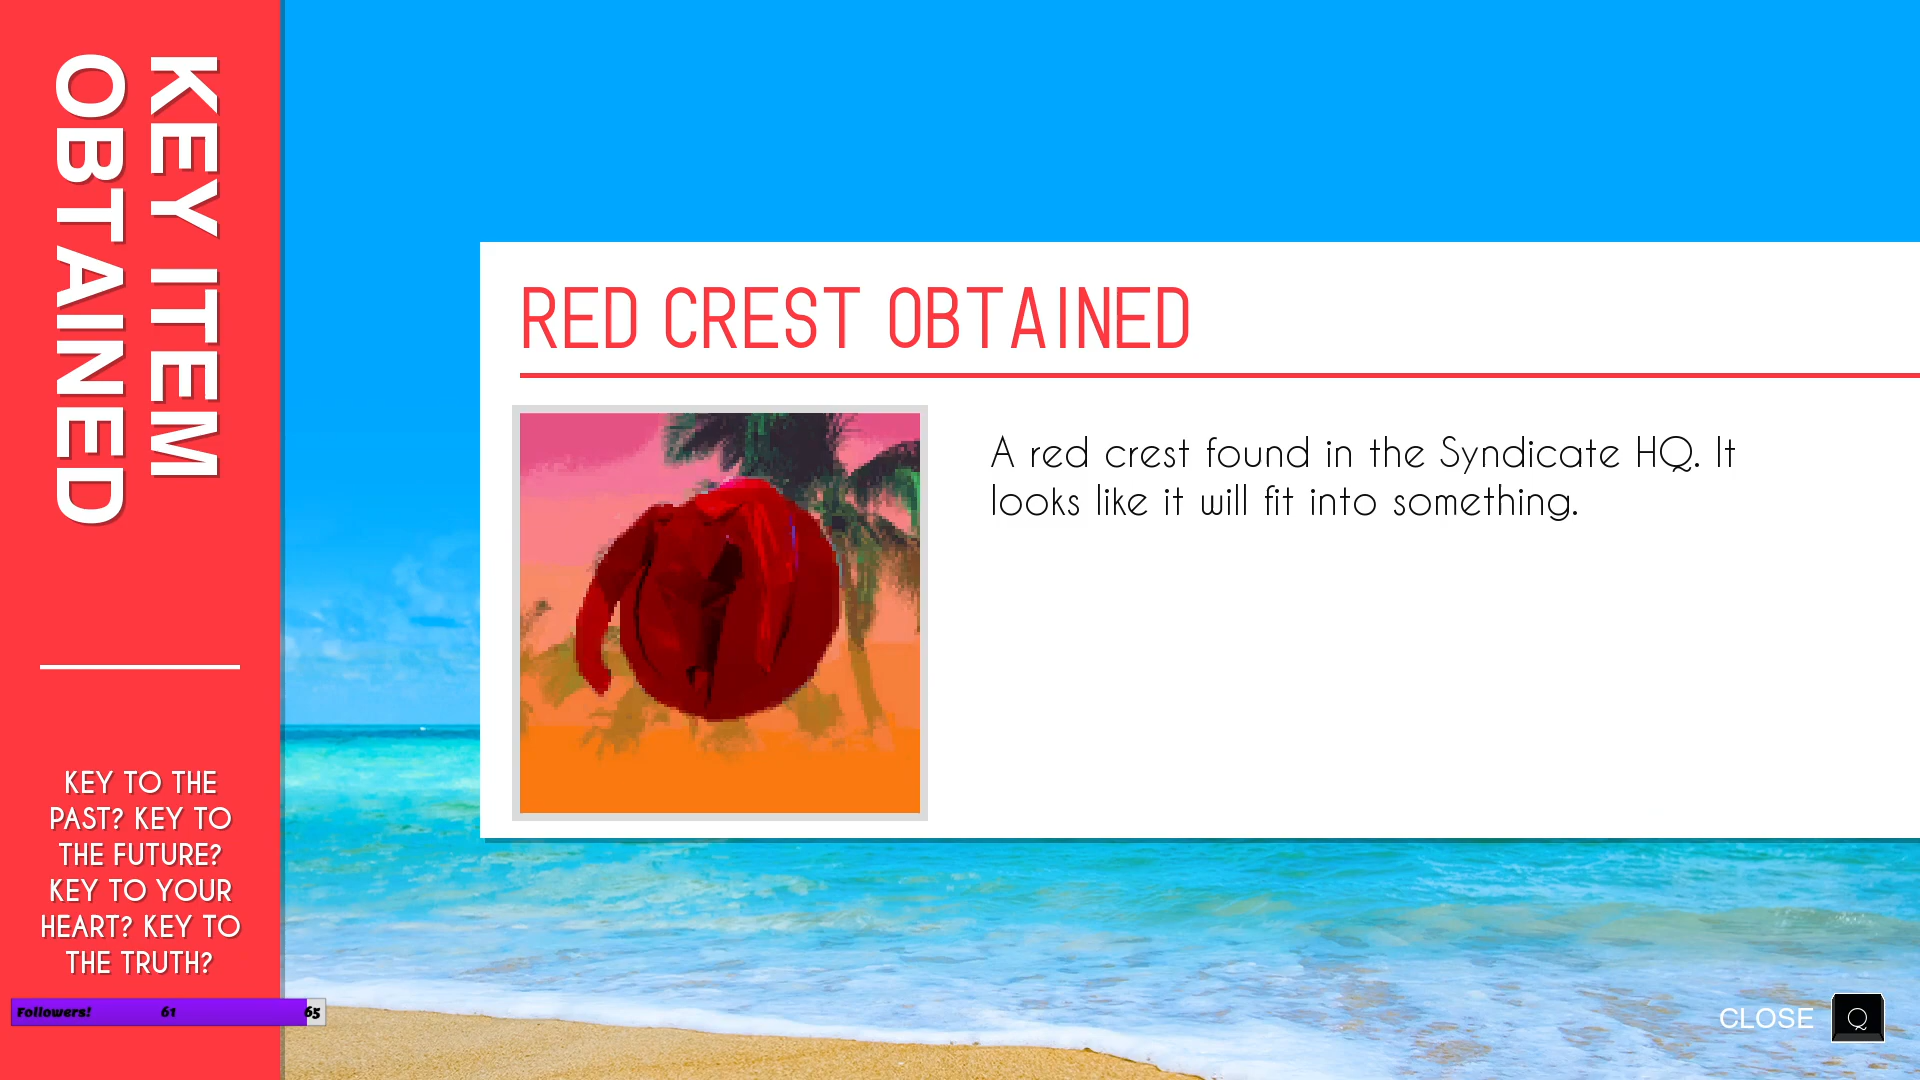 KEY ITEM
OBTAINED
KEY TO THE
PAST? KEY TO
THE FUTURE?
KEY TO YOUR
HEART? KEY TO
THE TRUTH?
Followers! 61 65
RED CREST OBTAINED
A red crest found in the Syndicate HQ. It
looks like it will fit into something.
CLOSE Q